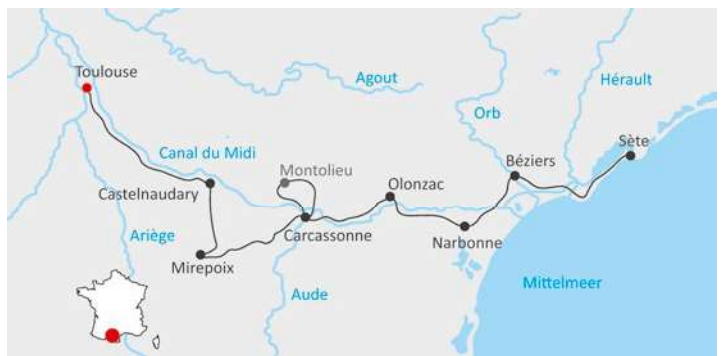 Toulouse
Agout
Hérault
Orb
Sète
Canal du Midi
Béziers
Montolieu
Olonzac
Castelnaudary
Carcassonne
Ariège
Narbonne
Mirepoix
Mittelmeer
Aude